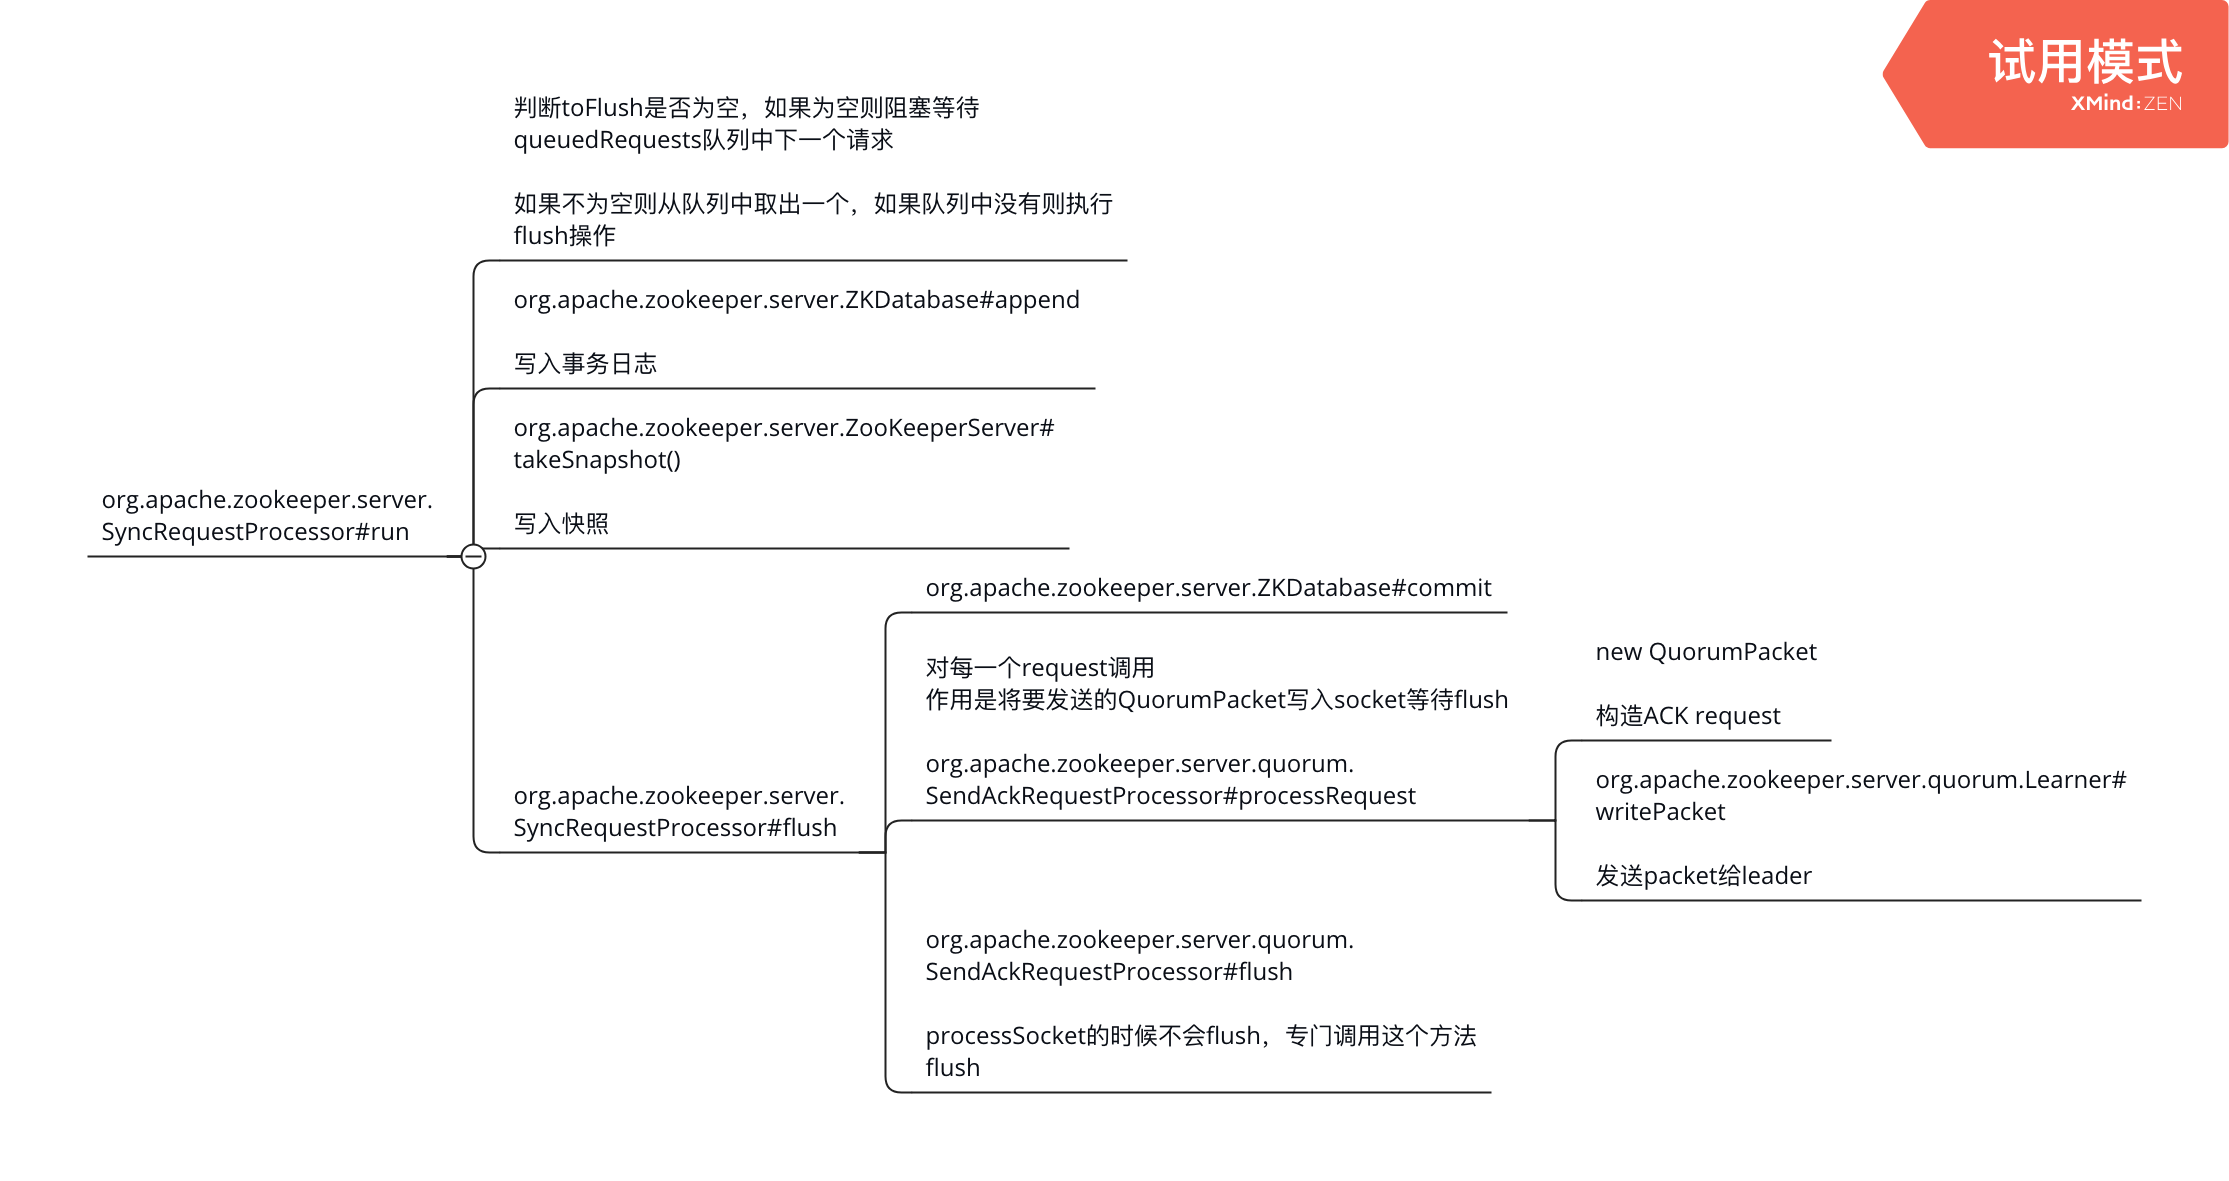 试用模式
XMind:ZEN
判断toFlush是否为空，如果为空则阻塞等待
queuedRequests队列中下一个请求
如果不为空则从队列中取出一个，如果队列中没有则执行
flush操作
org.apache.zookeeper.server.ZKDatabase#append
写入事务日志
org.apache.zookeeper.server.ZooKeeperServer#
takeSnapshot()
写入快照
org.apache.zookeeper.server.
SyncRequestProcessor#run
org.apache.zookeeper.server.ZKDatabase#commit
对每一个request调用
作用是将要发送的QuorumPacket写入socket等待flush
org.apache.zookeeper.server.quorum.
SendAckRequestProcessor#processRequest
new QuorumPacket
构造ACK request
org.apache.zookeeper.server.quorum.Learner#
writePacket
发送packet给leader
org.apache.zookeeper.server.
SyncRequestProcessor#flush
org.apache.zookeeper.server.quorum.
SendAckRequestProcessor#flush
processSocket的时候不会flush，专门调用这个方法
flush